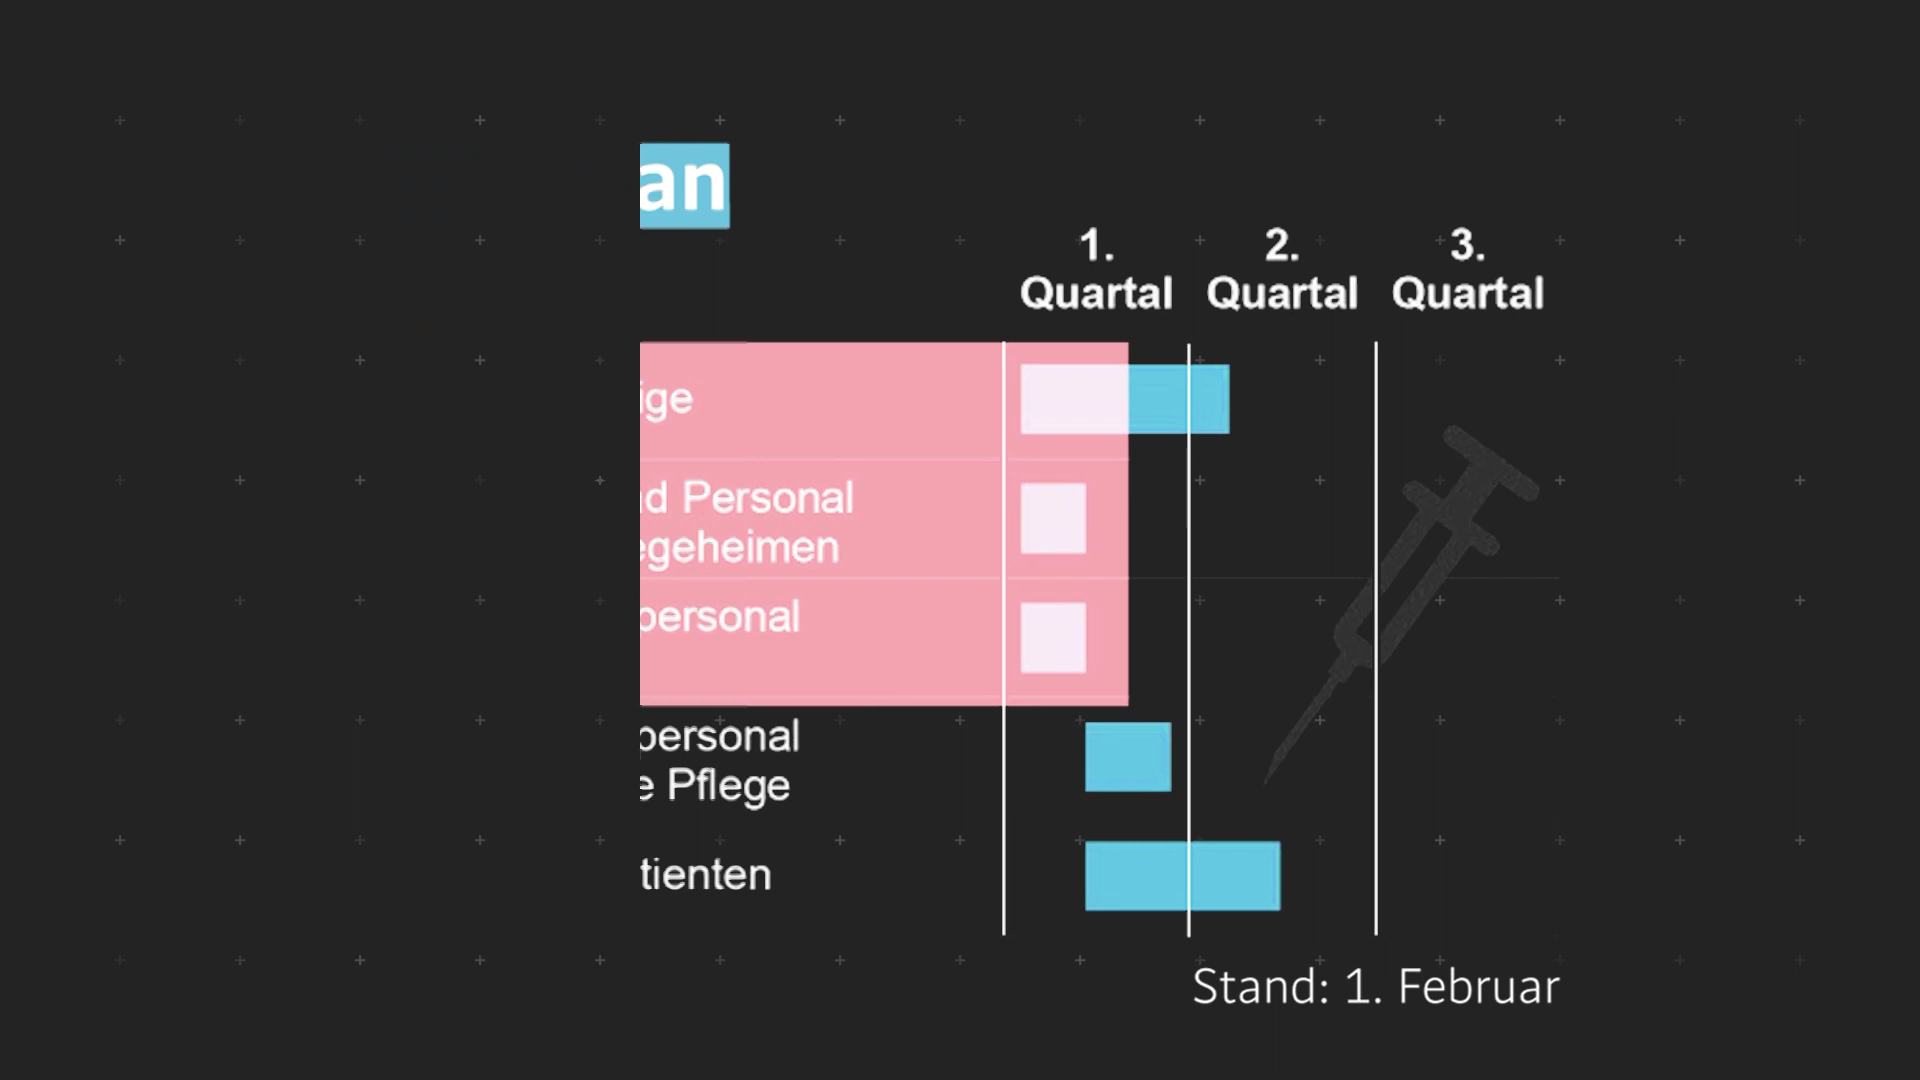 an
1. 2. 3.
Quartal Quartal Quartal
ige
d Personal
egeheimen
personal
personal
e Pflege
tienten
Stand: 1. Februar